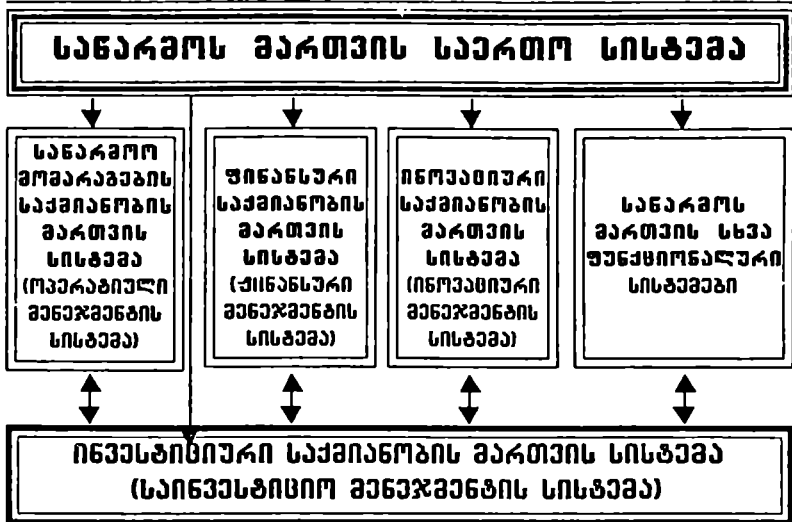 საწარმოს მართვის საერთო სისტემა
საწარმოო
მომარაგების
საქმიანობის
მართვის
სისტემა
(ოპერატიული
მენეჯმენტის
სისტემა)
ფინანსური
საქმიანობის
მართვის
სისტემა
(ფინანსური
მენეჯმენტის
სისტემა)
ინოვაციური
საქმიანობის
მართვის
სისტემა
(ინოვაციური
მენეჯმენტის
სისტემა)
საწარმოს
მართვის სხვა
ფუნქციონალური
სისტემები
ინვესტიციური საქმიანობის მართვის სისტემა
(საინვესტიციო მენეჯმენტის სისტემა)